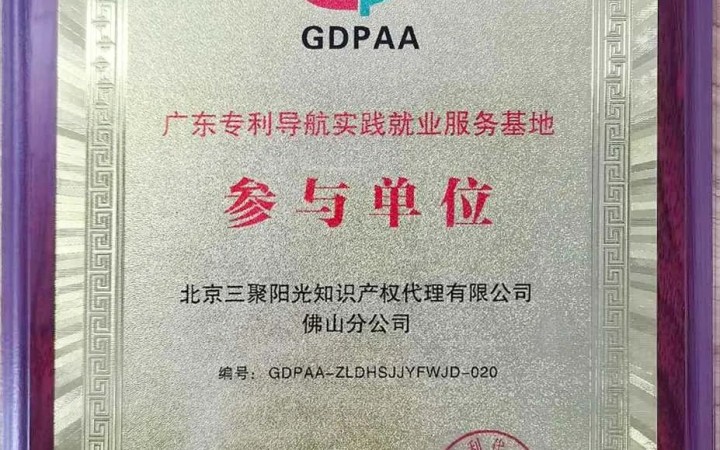 GDPAA
广东专利导航实践就业服务基地
参与单位
北京三聚阳光知识产权代理有限公司
佛山分公司
编号：GDPAA-ZLDHSJJYFWJD-020